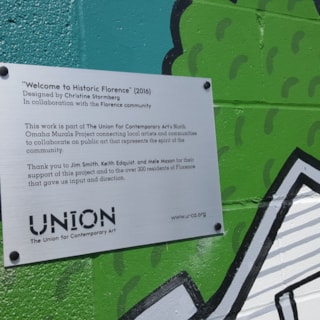 "Welcome to Historic Florence" (2016)
Designed by Christine Stormberg
In collaboration with the Florence community
This work is part of The Union for Contemporary Art's North
Omaha Murals Project connecting local artists and communities
to collaborate on public art that represents the spirit of the
community.
Thank you to Jim Smith, Keith Edquist, and Mele Mason for their
support of this project and to the over 200 residents of Florence
that gave us input and direction.
UNION
The Union for Contemporary Art
www.u-ca.org